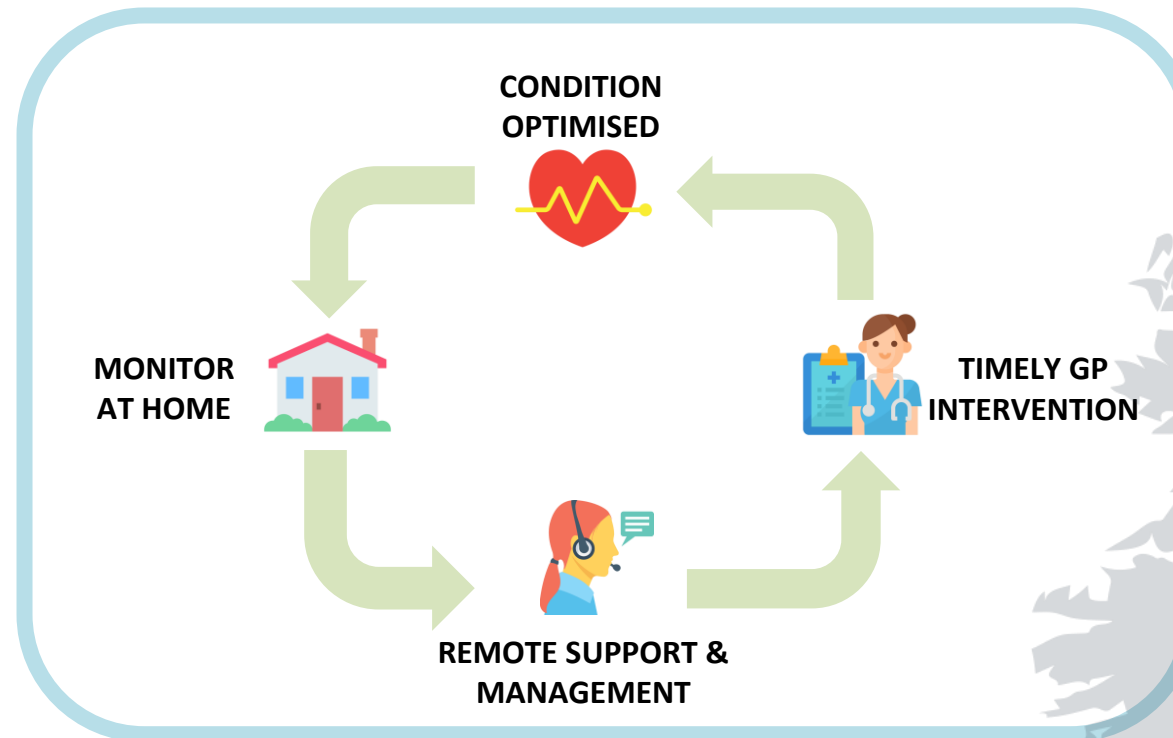 CONDITION
OPTIMISED
MONITOR
AT HOME
TIMELY GP
INTERVENTION
REMOTE SUPPORT &
MANAGEMENT